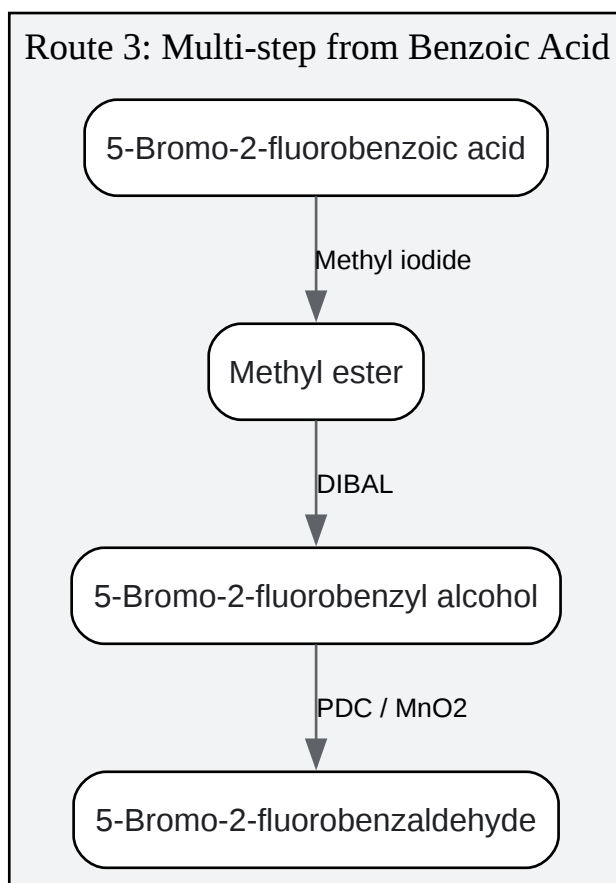 Route 3: Multi-step from Benzoic Acid
5-Bromo-2-fluorobenzoic acid
Methyl iodide
Methyl ester
DIBAL
5-Bromo-2-fluorobenzyl alcohol
PDC / MnO2
5-Bromo-2-fluorobenzaldehyde